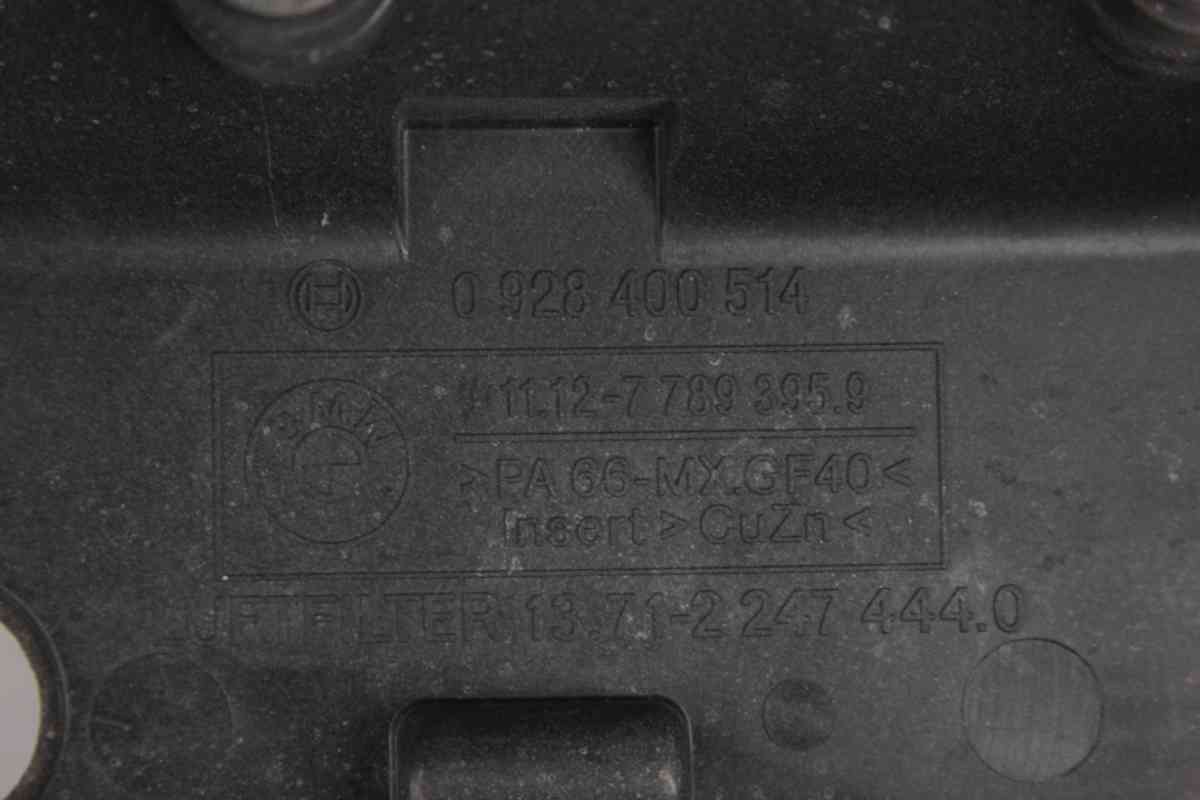 0 928 400 514
BMW
11.12-7 789 395.9
>PA 66-MX.GF40<
Insert >CuZn<
LUFTFILTER 13.71-2 247 444.0